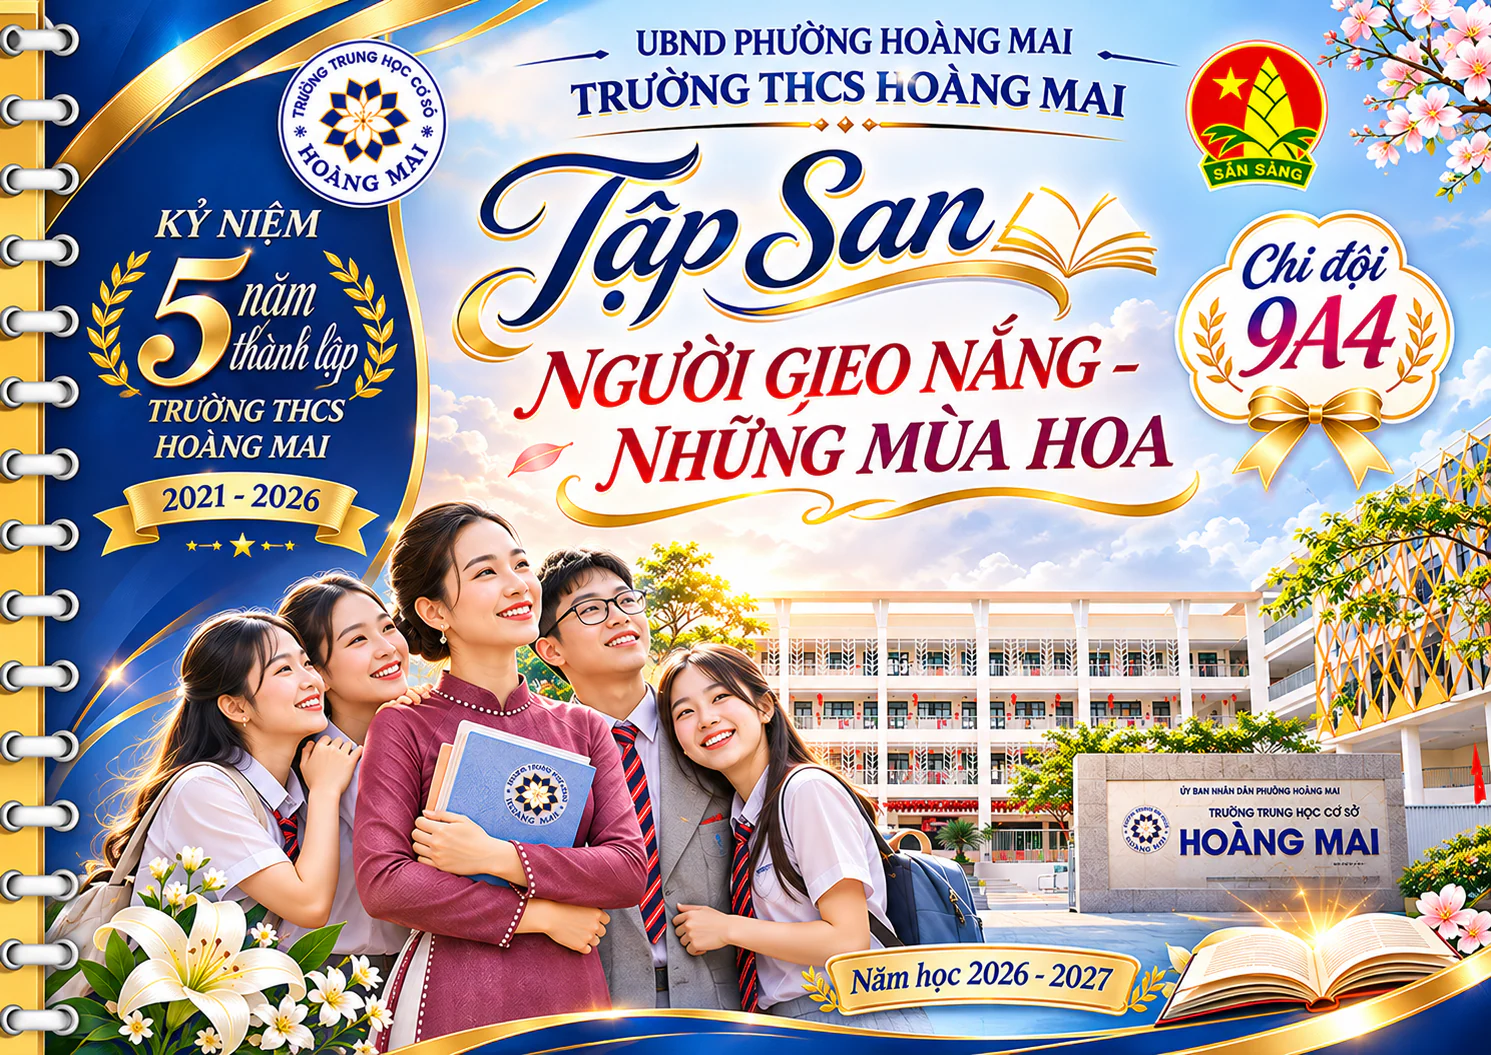 UBND PHƯỜNG HOÀNG MAI
TRƯỜNG THCS HOÀNG MAI
TRƯỜNG TRUNG HỌC CƠ SỞ
HOÀNG MAI
SẴN SÀNG
KỶ NIỆM
5 năm
thành lập
TRƯỜNG THCS
HOÀNG MAI
2021 - 2026
Tập San
NGƯỜI GIEO NẮNG -
NHỮNG MÙA HOA
Chi đội
9A4
HOÀNG MAI
ỦY BAN NHÂN DÂN PHƯỜNG HOÀNG MAI
TRƯỜNG TRUNG HỌC CƠ SỞ
HOÀNG MAI
Năm học 2026 - 2027